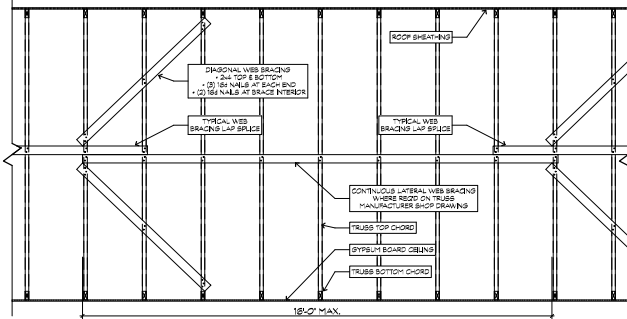 ROOF SHEATHING
DIAGONAL WEB BRACING
• 2x4 TOP & BOTTOM
• (3) 16d NAILS AT EACH END
• (2) 16d NAILS AT BRACE INTERIOR
TYPICAL WEB
BRACING LAP SPLICE
TYPICAL WEB
BRACING LAP SPLICE
CONTINUOUS LATERAL WEB BRACING
WHERE REQ'D ON TRUSS
MANUFACTURER SHOP DRAWING
TRUSS TOP CHORD
GYPSUM BOARD CEILING
TRUSS BOTTOM CHORD
16'-0" MAX.